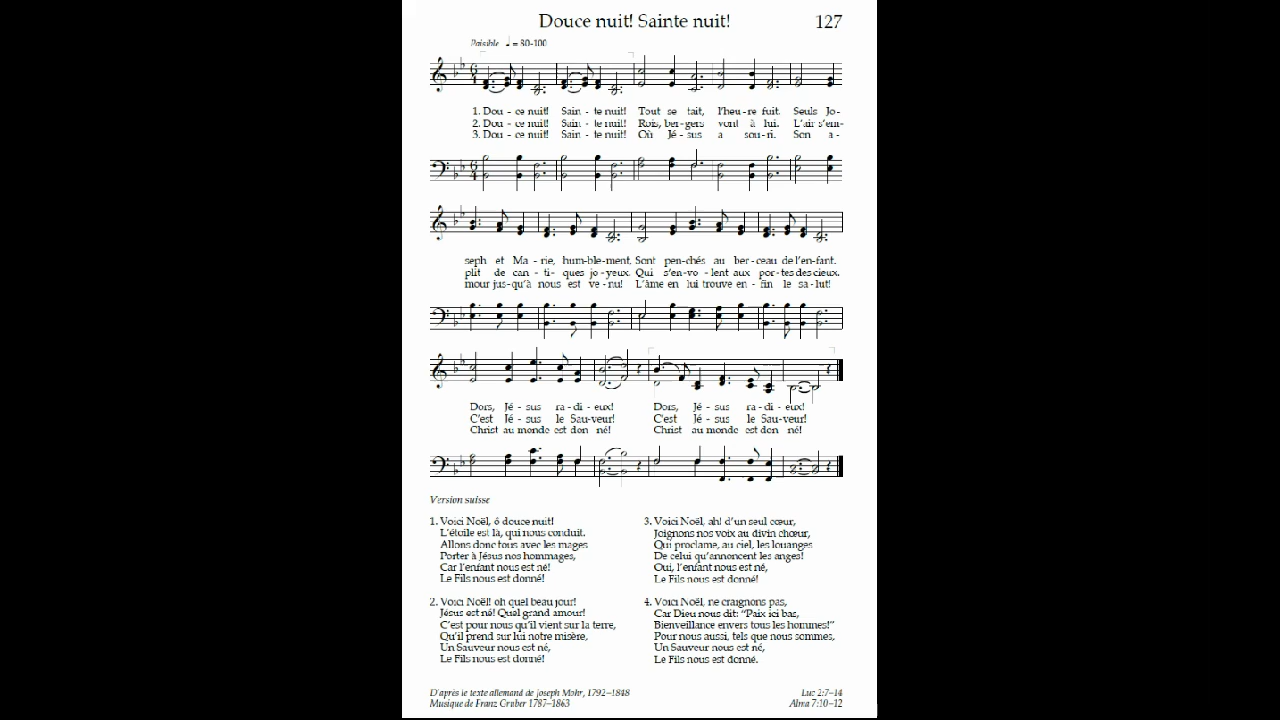 Douce nuit! Sainte nuit! 127
Paisible ♩ = 80-100
1. Dou - ce nuit! Sain - te nuit! Tout se tait, l'heu - re fuit. Seuls Jo-
2. Dou - ce nuit! Sain - te nuit! Rois, ber - gers vont à lui. L'air s'em-
3. Dou - ce nuit! Sain - te nuit! Où Jé - sus a sou - ri. Son a-
seph et Ma - rie, hum - ble - ment, Sont pen - chés au ber - ceau de l'en - fant.
plit de can - ti - ques jo - yeux. Qui s'en - vo - lent aux por - tes des cieux.
mour jus - qu'à nous est ve - nu! L'âme en lui trouve en - fin le sa - lut!
Dors, Jé - sus ra - di - eux! Dors, Jé - sus ra - di - eux!
C'est Jé - sus le Sau - veur! C'est Jé - sus le Sau - veur!
Christ au monde est don né! Christ au monde est don né!
Version suisse
1. Voici Noël, ô douce nuit!
L'étoile est là, qui nous conduit.
Allons donc tous avec les mages
Porter à Jésus nos hommages,
Car l'enfant nous est né!
Le Fils nous est donné!
2. Voici Noël! oh quel beau jour!
Jésus est né! Quel grand amour!
C'est pour nous qu'il vient sur la terre,
Qu'il prend sur lui notre misère,
Un Sauveur nous est né,
Le Fils nous est donné!
3. Voici Noël, ah! d'un seul cœur,
Joignons nos voix au divin chœur,
Qui proclame, au ciel, les louanges
De celui qu'annoncent les anges!
Oui, l'enfant nous est né,
Le Fils nous est donné!
4. Voici Noël, ne craignons pas,
Car Dieu nous dit: "Paix ici bas,
Bienveillance envers tous les hommes!"
Pour nous aussi, tels que nous sommes,
Un Sauveur nous est né,
Le Fils nous est donné.
D'après le texte allemand de Joseph Mohr, 1792–1848
Musique de Franz Gruber 1787–1863
Luc 2:7–14
Alma 7:10–12